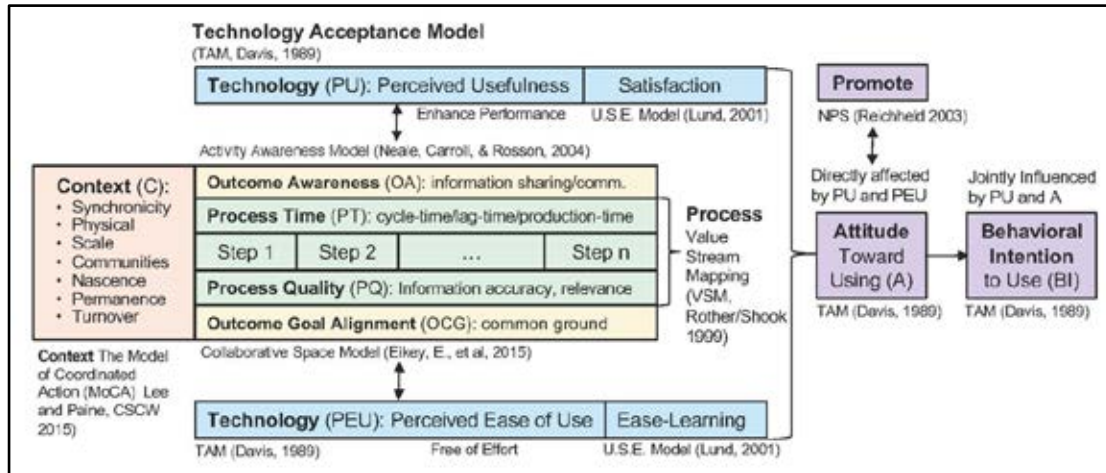 Technology Acceptance Model
(TAM, Davis, 1989)
Technology (PU): Perceived Usefulness
Satisfaction
Enhance Performance
U.S.E. Model (Lund, 2001)
Activity Awareness Model (Neale, Carroll, & Rosson, 2004)
Context (C):
• Synchronicity
• Physical
• Scale
• Communities
• Nascence
• Permanence
• Turnover
Context The Model
of Coordinated
Action (MoCA) Lee
and Paine, CSCW
2015)
Outcome Awareness (OA): information sharing/comm.
Process Time (PT): cycle-time/lag-time/production-time
Step 1
Step 2
...
Step n
Process Quality (PQ): Information accuracy, relevance
Outcome Goal Alignment (OCG): common ground
Collaborative Space Model (Eikey, E., et al, 2015)
Process
Value
Stream
Mapping
(VSM,
Rother/Shook
1999)
Technology (PEU): Perceived Ease of Use
Ease-Learning
TAM (Davis, 1989)
Free of Effort
U.S.E. Model (Lund, 2001)
Promote
NPS (Reichheld 2003)
Directly affected
by PU and PEU
Attitude
Toward
Using (A)
TAM (Davis, 1989)
Jointly Influenced
by PU and A
Behavioral
Intention
to Use (BI)
TAM (Davis, 1989)